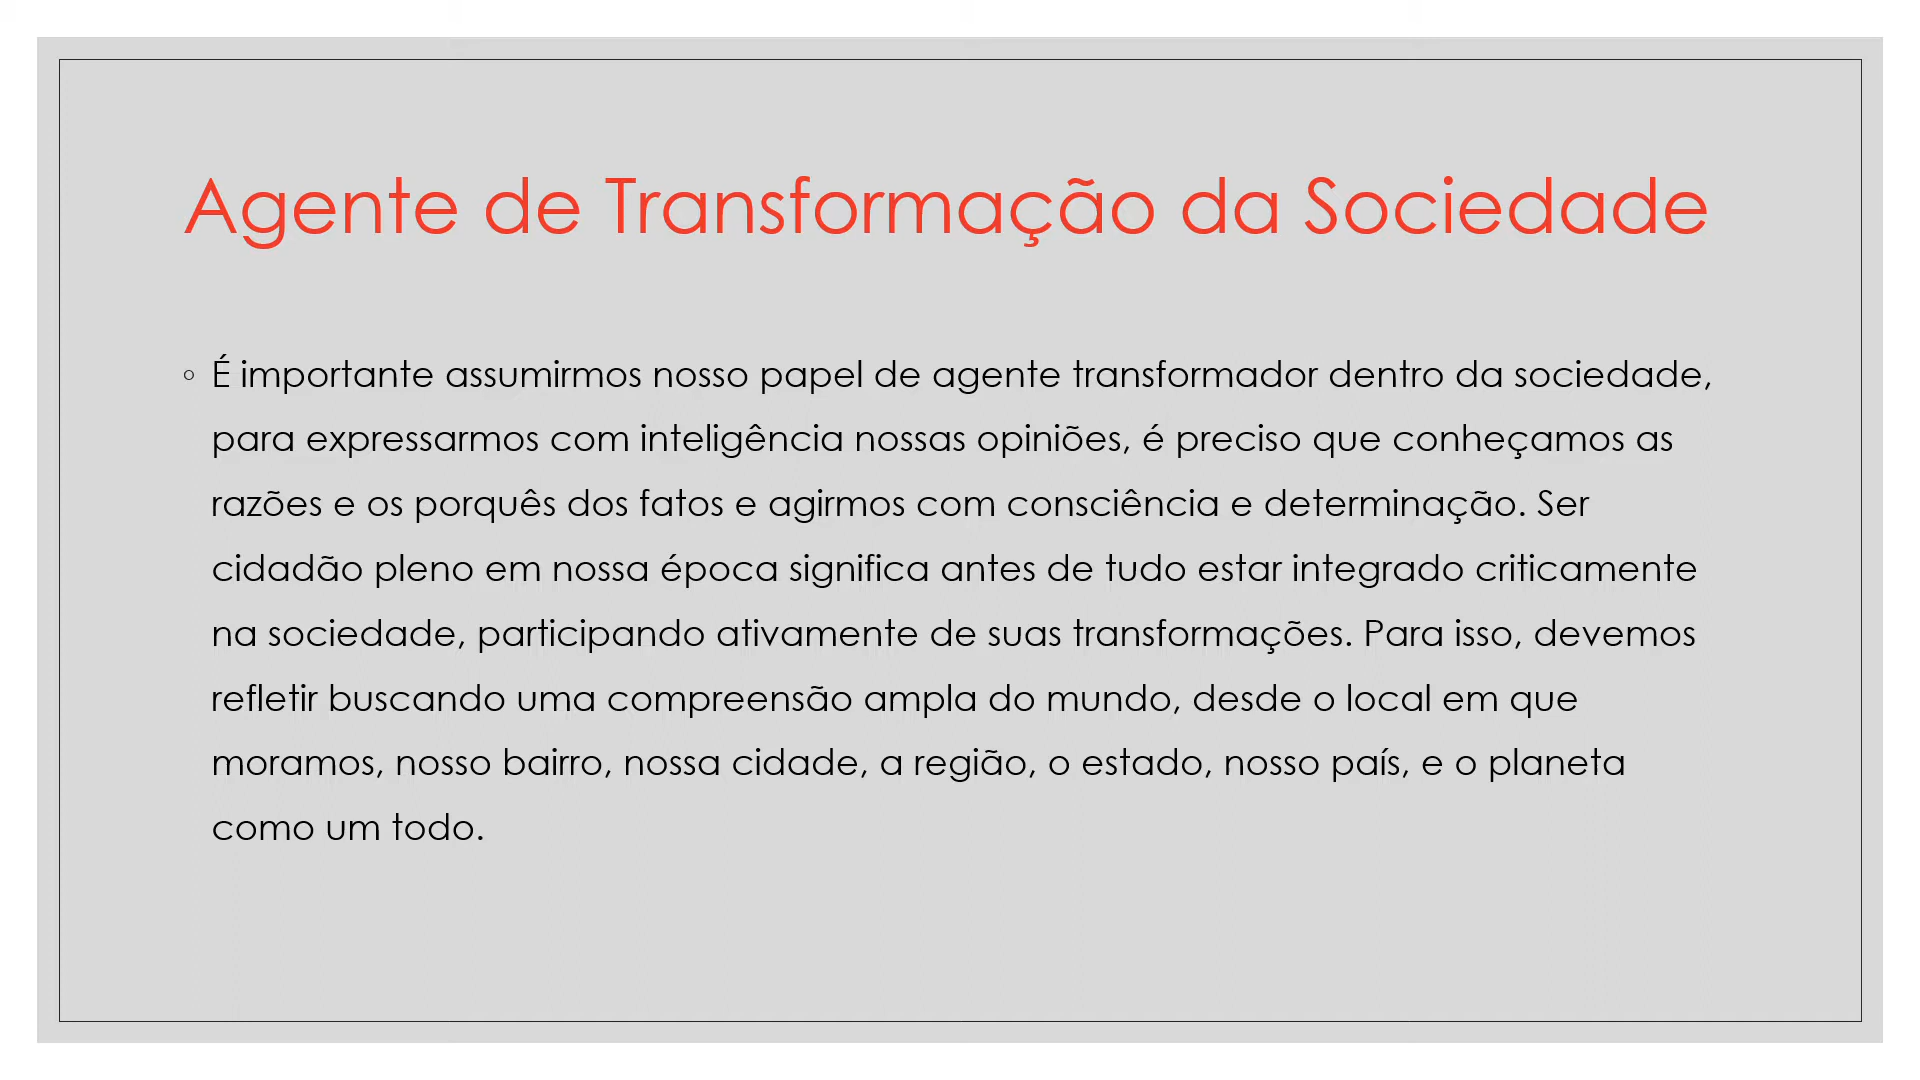 Agente de Transformação da Sociedade
◦ É importante assumirmos nosso papel de agente transformador dentro da sociedade,
para expressarmos com inteligência nossas opiniões, é preciso que conheçamos as
razões e os porquês dos fatos e agirmos com consciência e determinação. Ser
cidadão pleno em nossa época significa antes de tudo estar integrado criticamente
na sociedade, participando ativamente de suas transformações. Para isso, devemos
refletir buscando uma compreensão ampla do mundo, desde o local em que
moramos, nosso bairro, nossa cidade, a região, o estado, nosso país, e o planeta
como um todo.